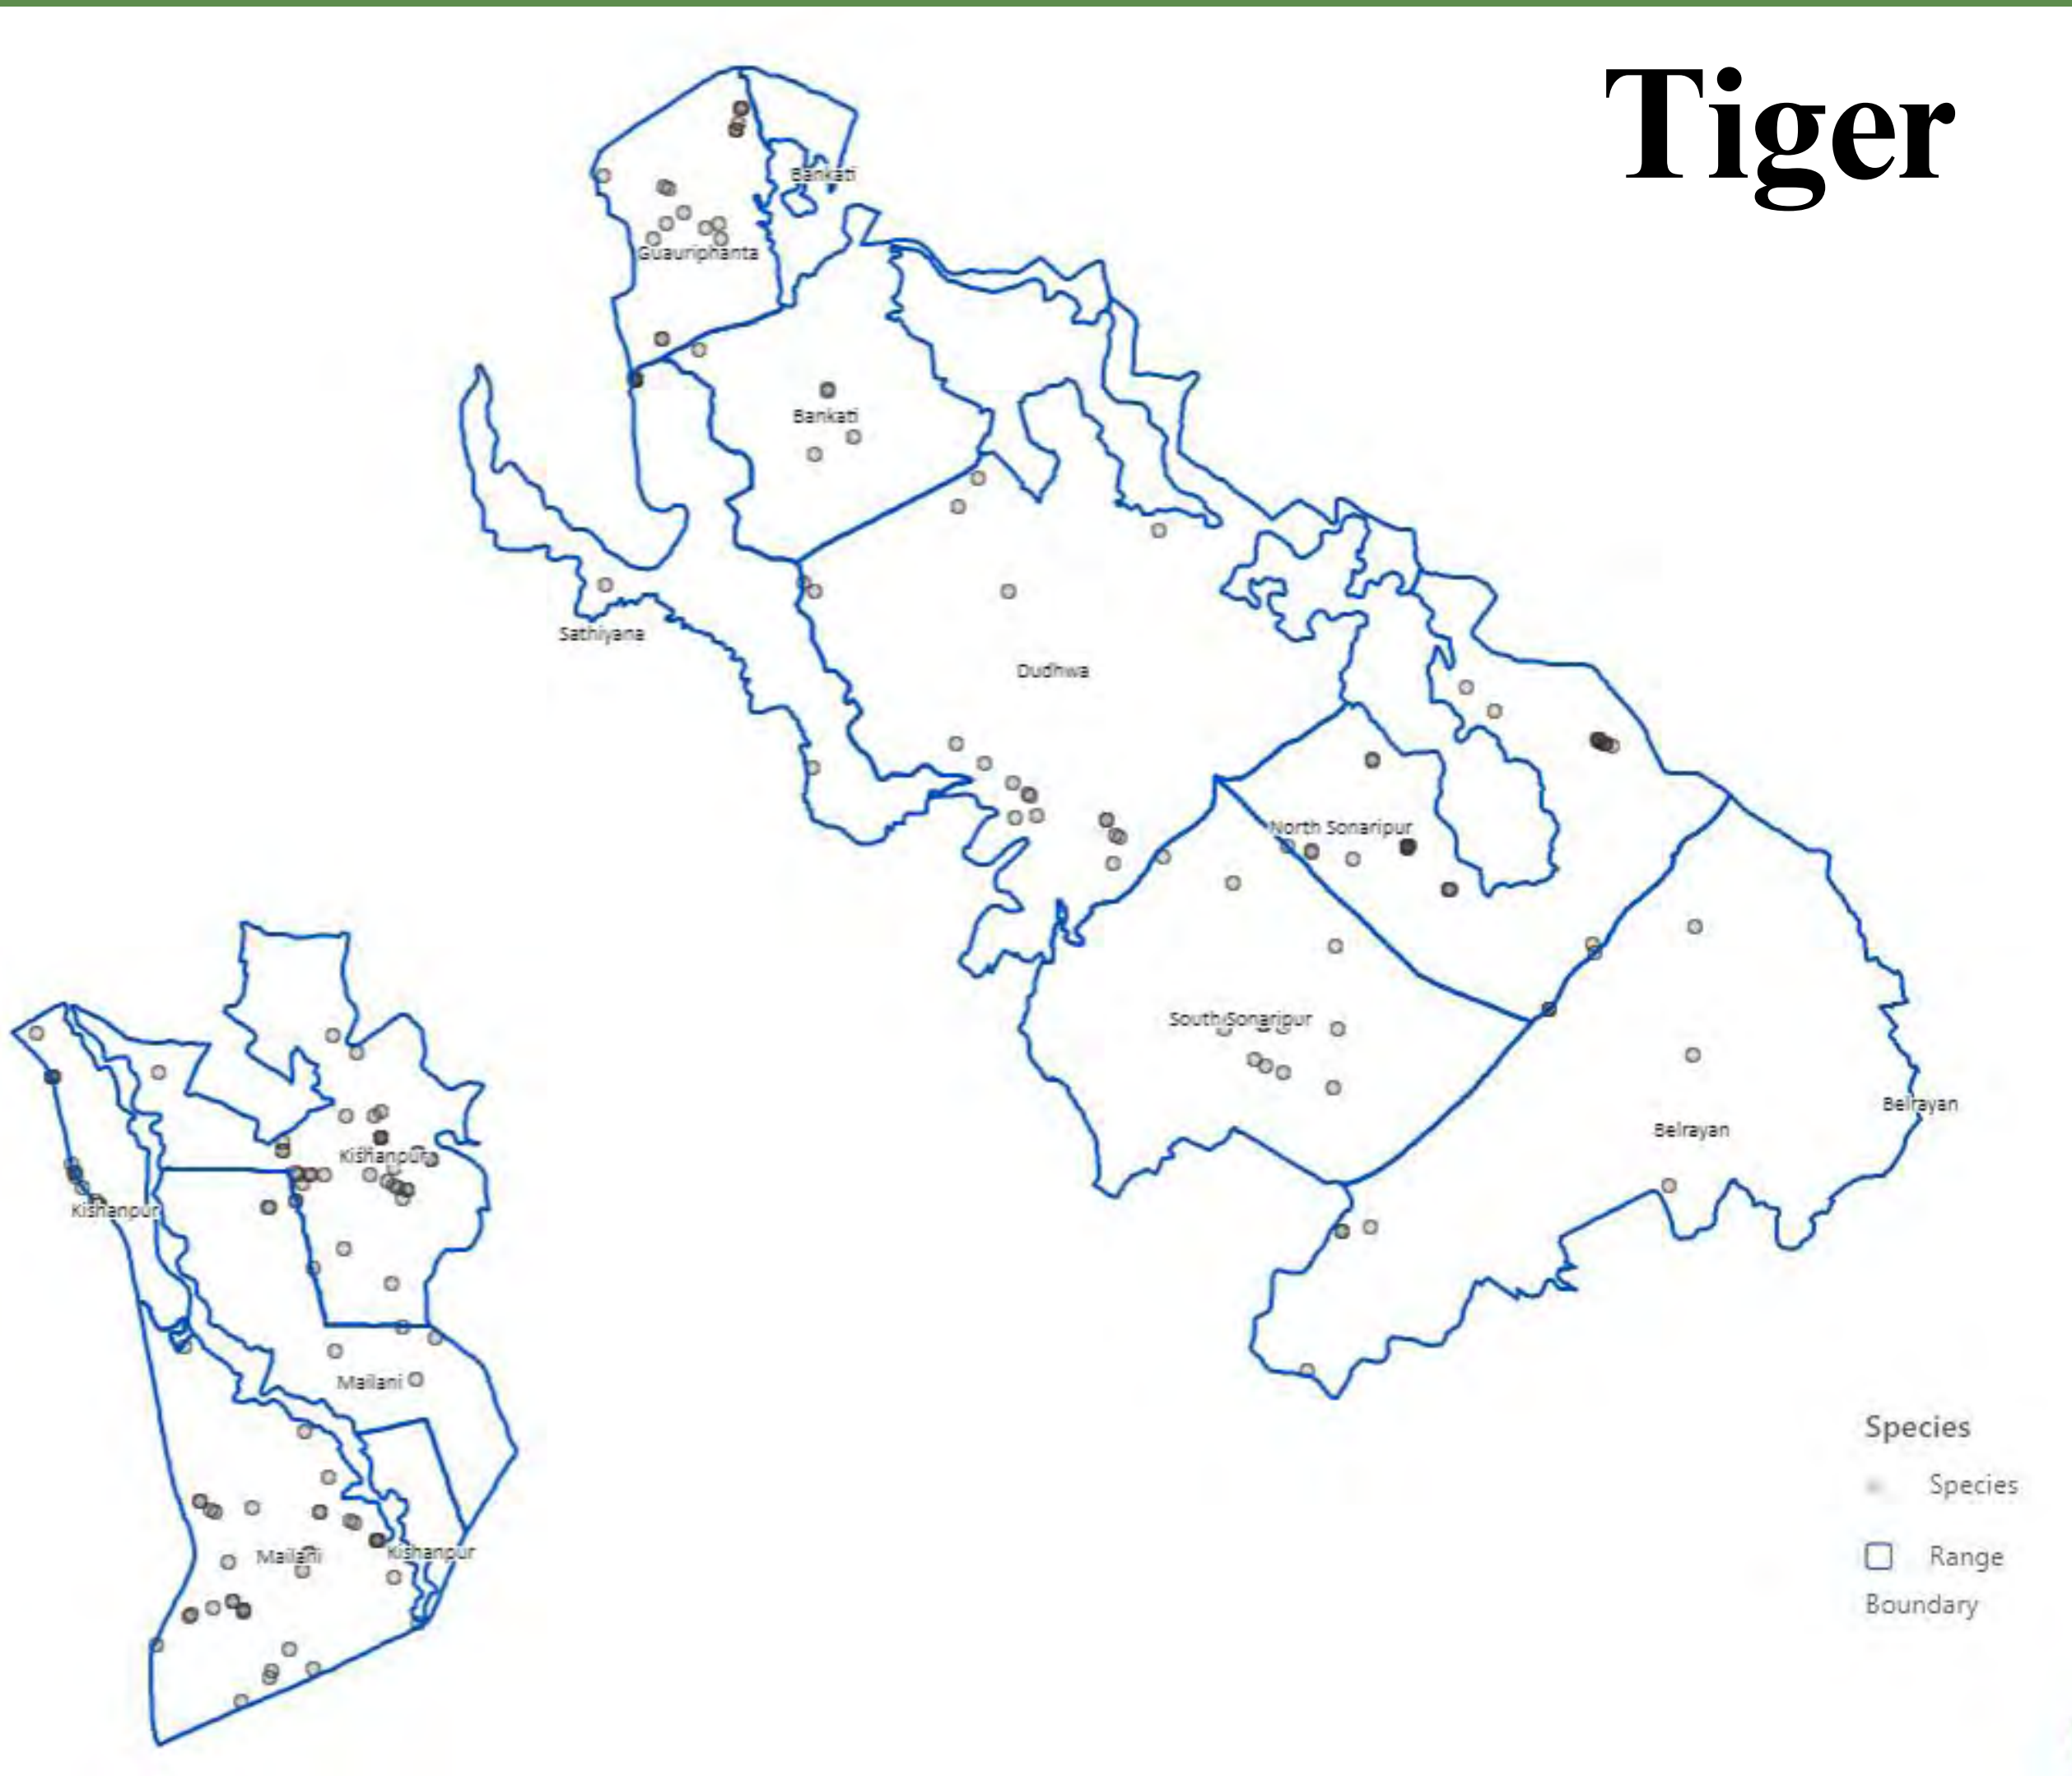 Tiger
Bankati
Guauriphanta
Bankati
Sathiyana
Dudhwa
North Sonaripur
South Sonaripur
Belrayan
Belrayan
Kishanpur
Kishanpur
Mailani
Mailani
Kishanpur
Species
Species
Range
Boundary